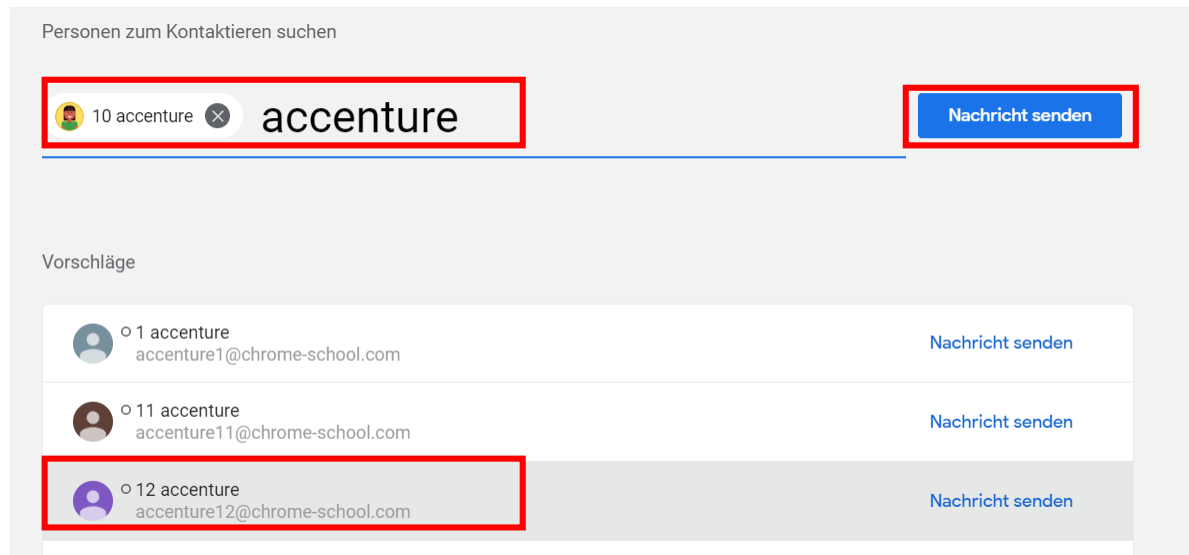 Personen zum Kontaktieren suchen
10 accenture accenture
Nachricht senden
Vorschläge
1 accenture
accenture1@chrome-school.com
Nachricht senden
11 accenture
accenture11@chrome-school.com
Nachricht senden
12 accenture
accenture12@chrome-school.com
Nachricht senden